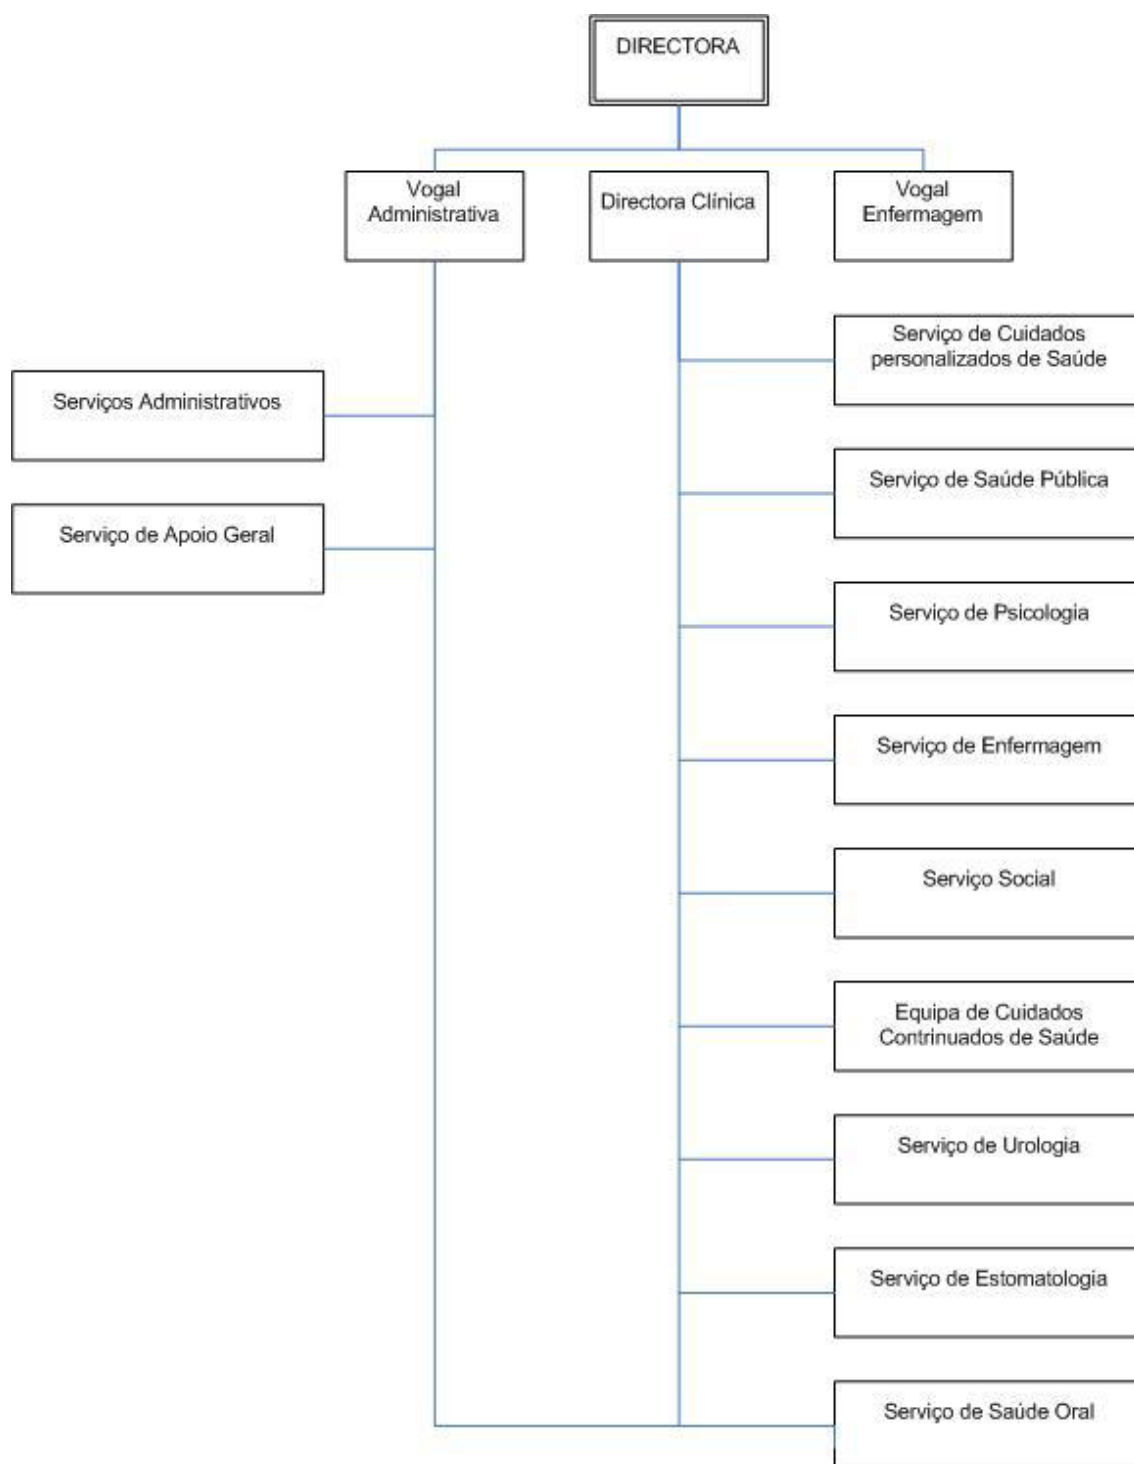 DIRECTORA
Vogal
Administrativa
Directora Clínica
Vogal
Enfermagem
Serviço de Cuidados
personalizados de Saúde
Serviços Administrativos
Serviço de Saúde Pública
Serviço de Apoio Geral
Serviço de Psicologia
Serviço de Enfermagem
Serviço Social
Equipa de Cuidados
Contrinuados de Saúde
Serviço de Urologia
Serviço de Estomatologia
Serviço de Saúde Oral